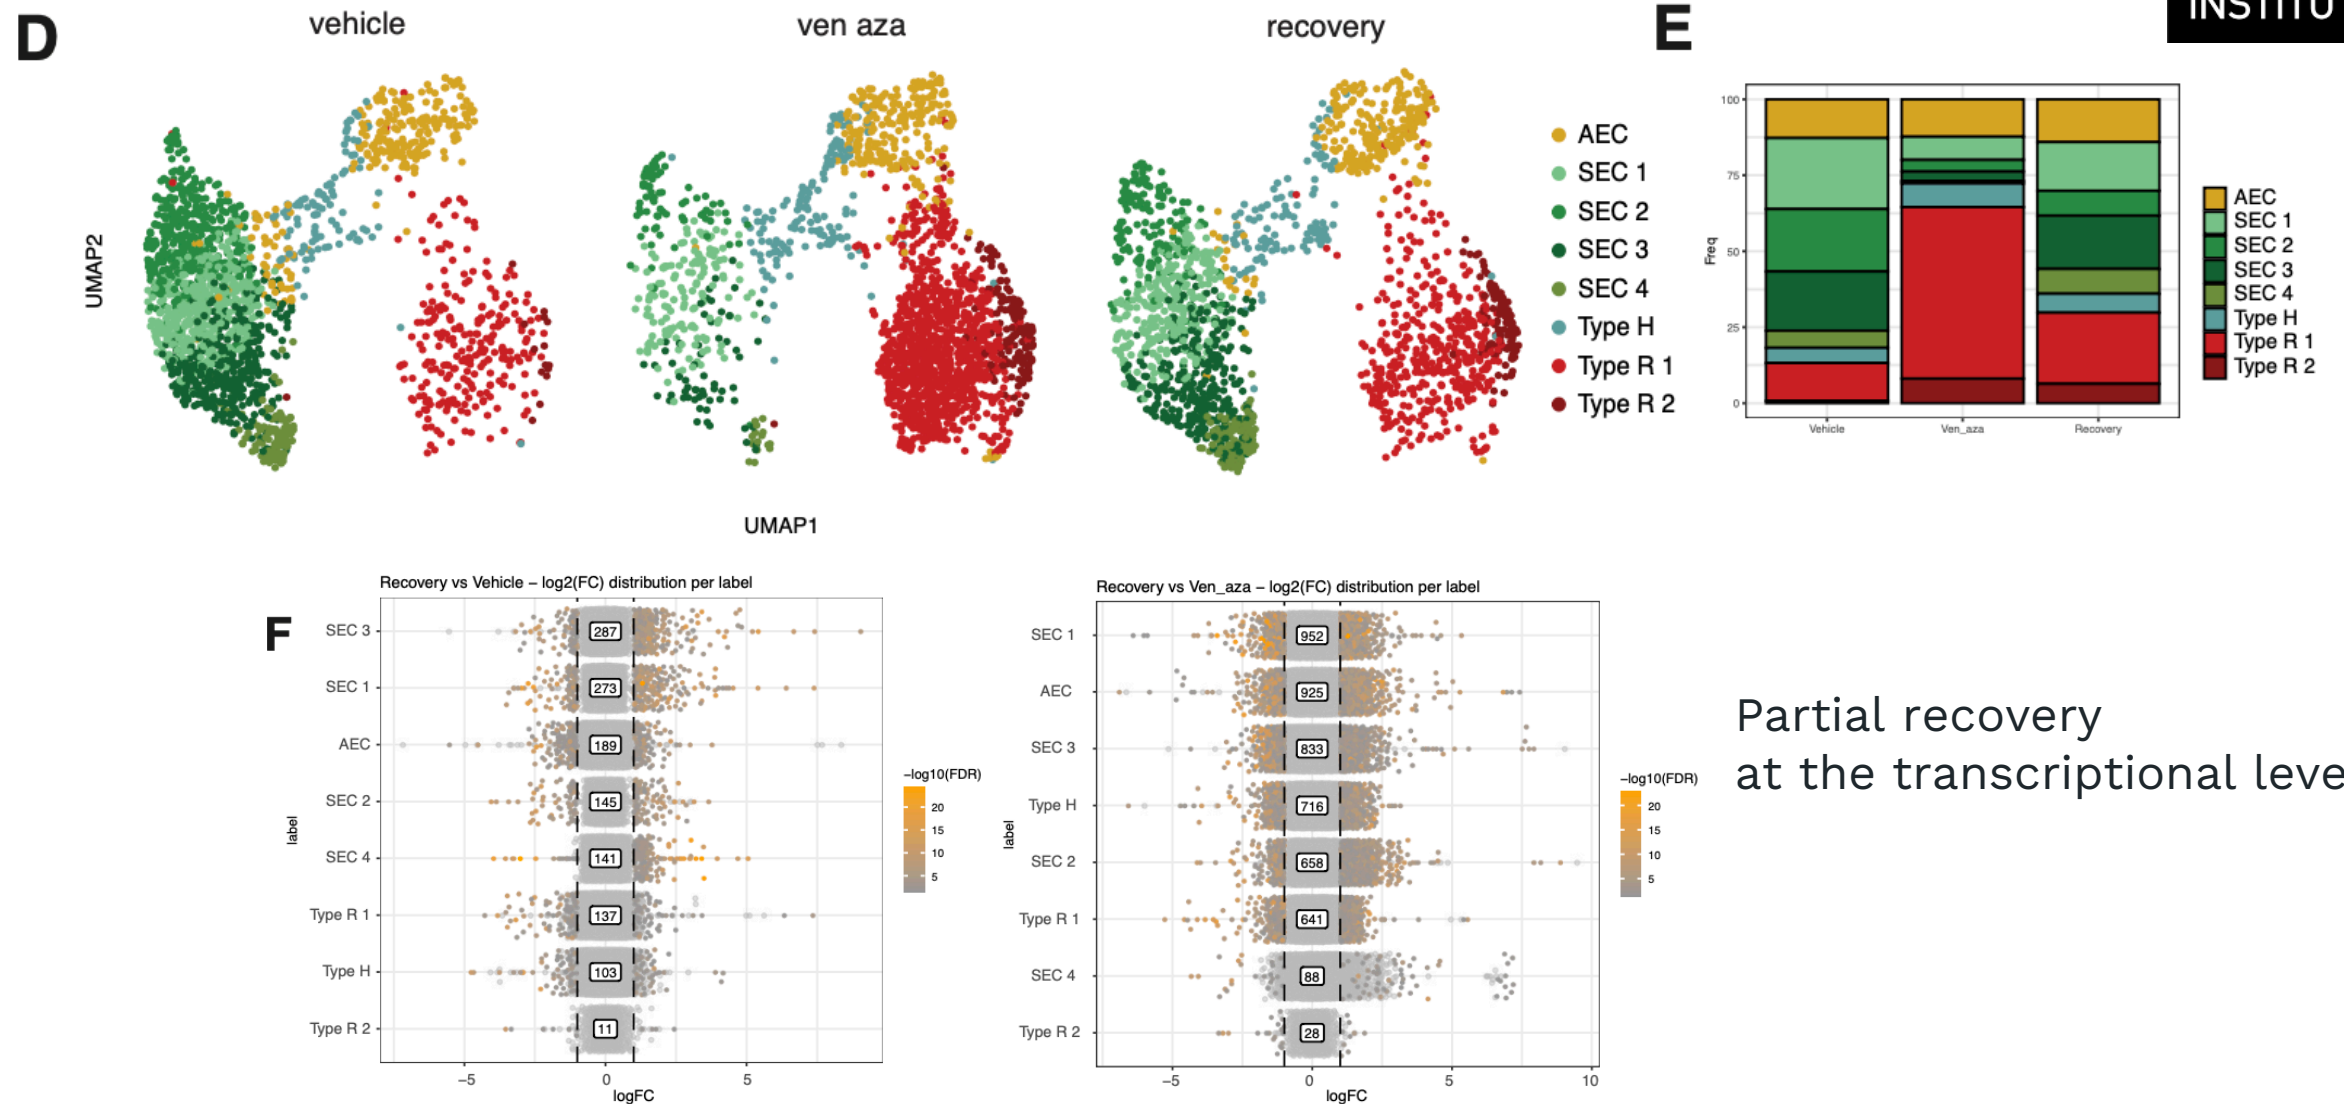 D
vehicle
ven aza
recovery
E
INSTITU
UMAP2
UMAP1
AEC
SEC 1
SEC 2
SEC 3
SEC 4
Type H
Type R 1
Type R 2
Freq
100
75
50
25
0
Vehicle
Ven_aza
Recovery
AEC
SEC 1
SEC 2
SEC 3
SEC 4
Type H
Type R 1
Type R 2
F
Recovery vs Vehicle – log2(FC) distribution per label
label
SEC 3
287
SEC 1
273
AEC
189
SEC 2
145
SEC 4
141
Type R 1
137
Type H
103
Type R 2
11
−5
0
5
logFC
−log10(FDR)
20
15
10
5
Recovery vs Ven_aza – log2(FC) distribution per label
label
SEC 1
952
AEC
925
SEC 3
833
Type H
716
SEC 2
658
Type R 1
641
SEC 4
88
Type R 2
28
−5
0
5
10
logFC
−log10(FDR)
20
15
10
5
Partial recovery
at the transcriptional leve